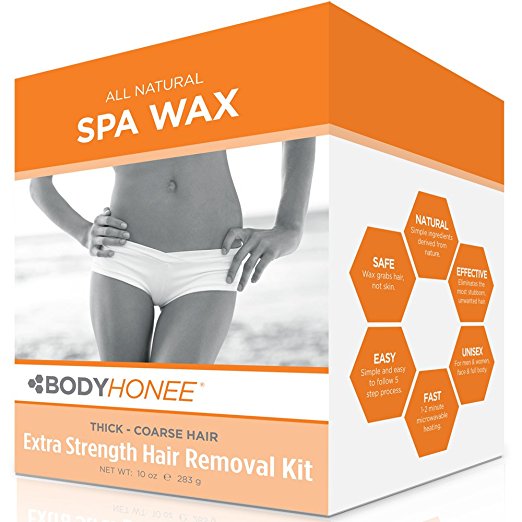 ALL NATURAL
SPA WAX
BODYHONEE®
THICK - COARSE HAIR
Extra Strength Hair Removal Kit
NET WT: 10 oz • 283 g
NATURAL
Simple ingredients
derived from
nature.
SAFE
Wax grabs hair,
not skin.
EFFECTIVE
Eliminates the
most stubborn,
unwanted hair.
EASY
Simple and easy
to follow 5
step process.
UNISEX
For men & women,
face & full body.
FAST
1-2 minute
microwavable
heating.